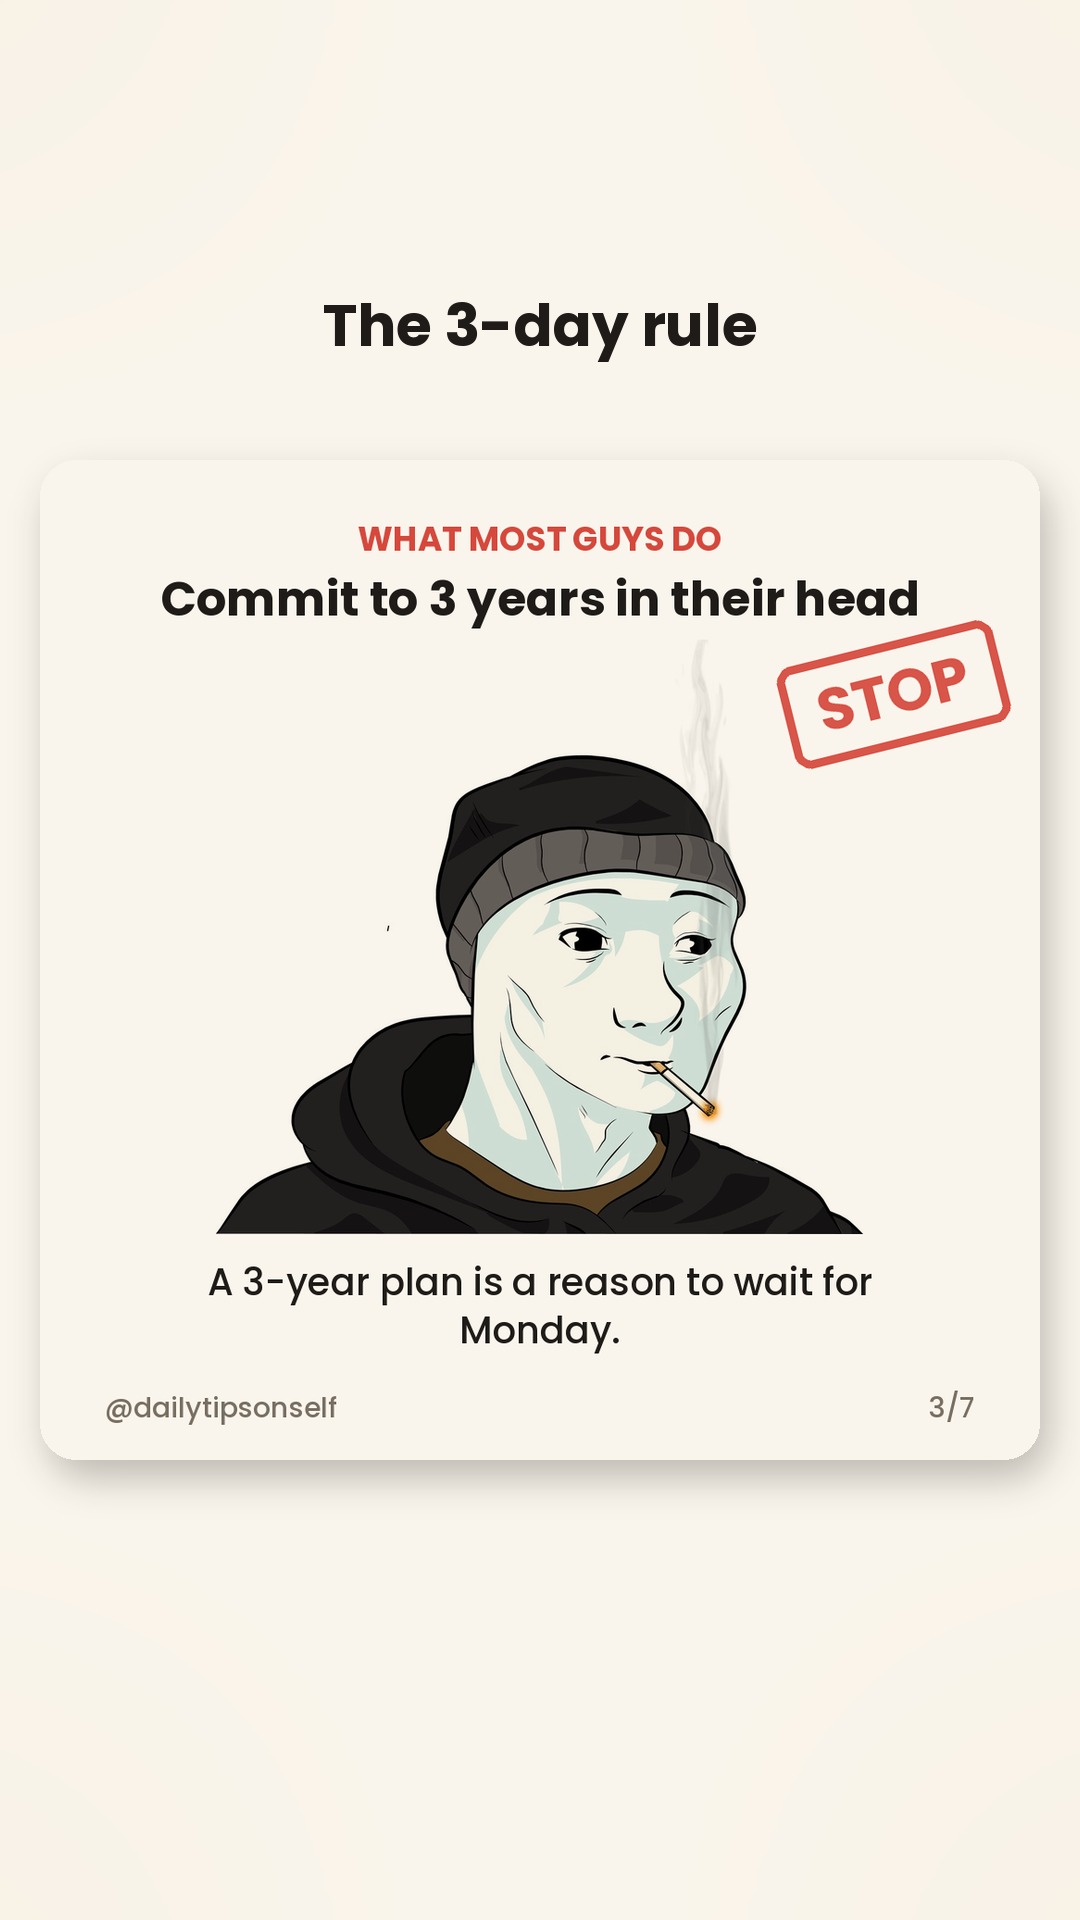 The 3-day rule
WHAT MOST GUYS DO
Commit to 3 years in their head
STOP
A 3-year plan is a reason to wait for
Monday.
@dailytipsonself
3/7